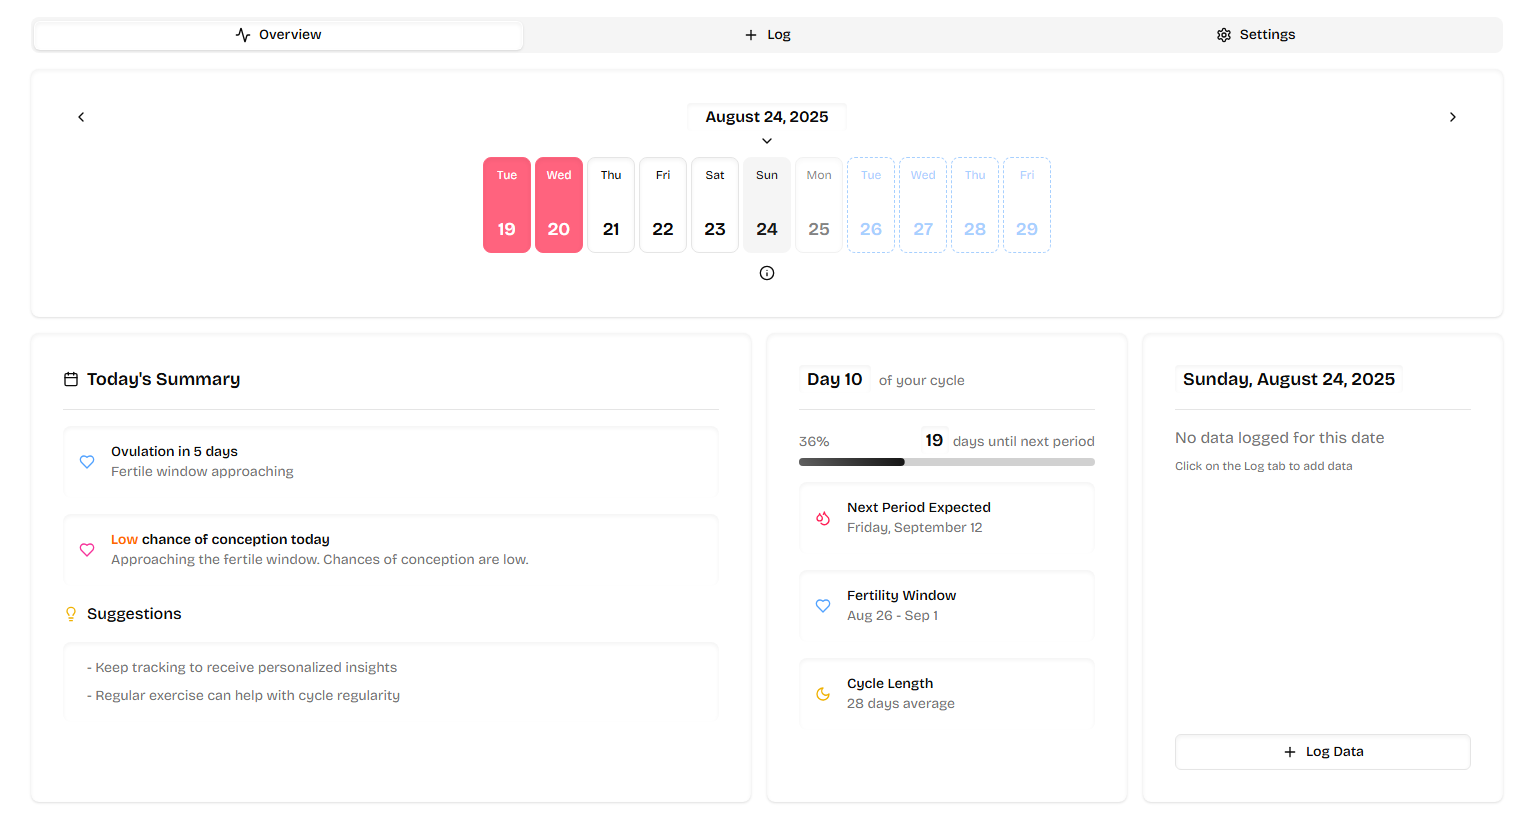 Overview
Log
Settings
August 24, 2025
Tue Wed Thu Fri Sat Sun Mon Tue Wed Thu Fri
19 20 21 22 23 24 25 26 27 28 29
Today's Summary
Ovulation in 5 days
Fertile window approaching
Low chance of conception today
Approaching the fertile window. Chances of conception are low.
Suggestions
- Keep tracking to receive personalized insights
- Regular exercise can help with cycle regularity
Day 10 of your cycle
36% 19 days until next period
Next Period Expected
Friday, September 12
Fertility Window
Aug 26 - Sep 1
Cycle Length
28 days average
Sunday, August 24, 2025
No data logged for this date
Click on the Log tab to add data
Log Data